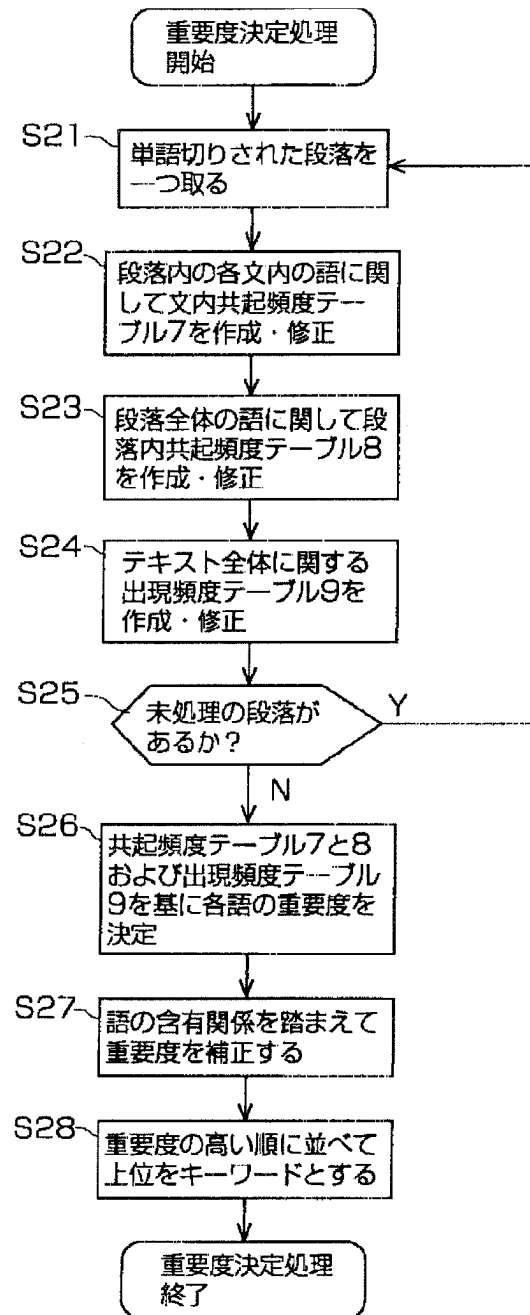 重要度決定処理
開始
S21
単語切りされた段落を
一つ取る
S22
段落内の各文内の語に関
して文内共起頻度テー
ブル7を作成・修正
S23
段落全体の語に関して段
落内共起頻度テーブル8
を作成・修正
S24
テキスト全体に関する
出現頻度テーブル9を
作成・修正
S25
未処理の段落が
あるか?
Y
N
S26
共起頻度テーブル7と8
および出現頻度テーブル
9を基に各語の重要度を
決定
S27
語の含有関係を踏まえて
重要度を補正する
S28
重要度の高い順に並べて
上位をキーワードとする
重要度決定処理
終了